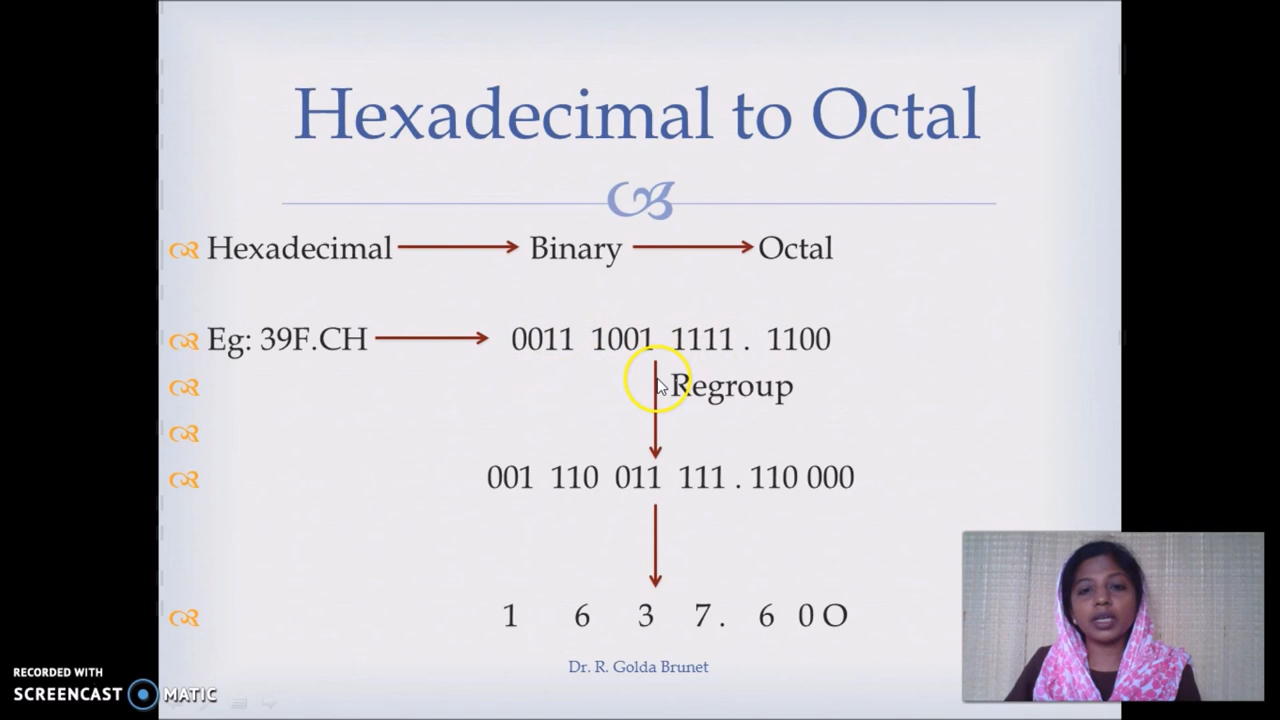 Hexadecimal to Octal
Hexadecimal Binary Octal
Eg: 39F.CH 0011 1001 1111 . 1100
Regroup
001 110 011 111 . 110 000
1 6 3 7 . 6 0 O
Dr. R. Golda Brunet
RECORDED WITH
SCREENCAST MATIC